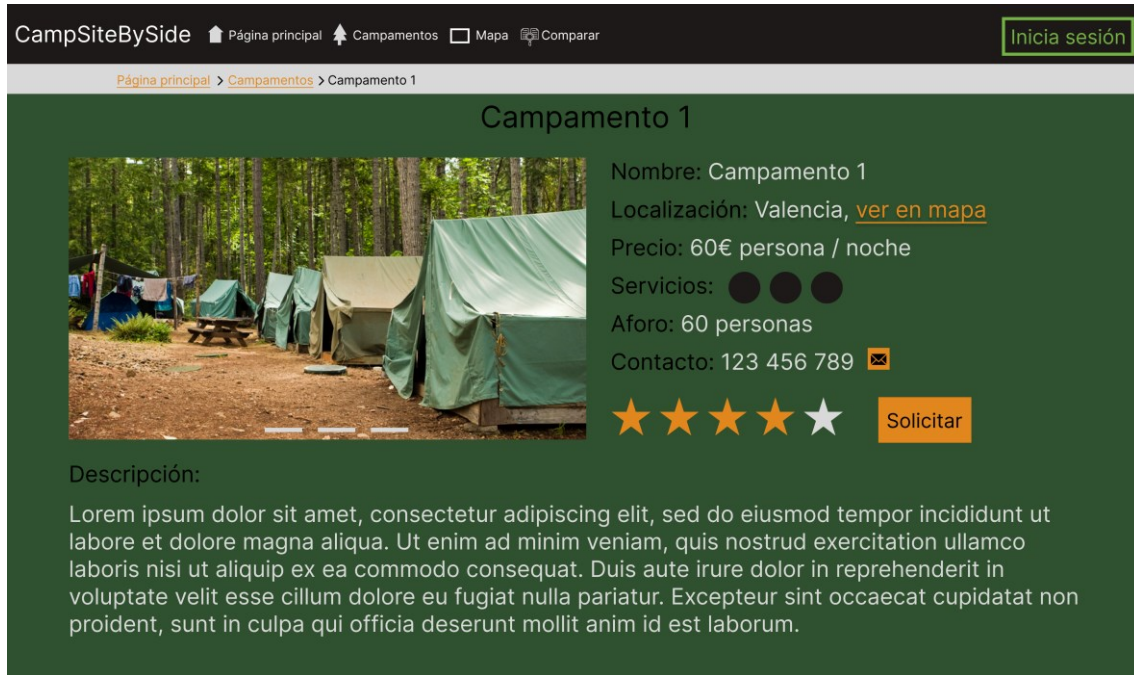 CampSiteBySide Página principal Campamentos Mapa Comparar Inicia sesión
Página principal > Campamentos > Campamento 1
Campamento 1
Nombre: Campamento 1
Localización: Valencia, ver en mapa
Precio: 60€ persona / noche
Servicios:
Aforo: 60 personas
Contacto: 123 456 789
Solicitar
Descripción:
Lorem ipsum dolor sit amet, consectetur adipiscing elit, sed do eiusmod tempor incididunt ut
labore et dolore magna aliqua. Ut enim ad minim veniam, quis nostrud exercitation ullamco
laboris nisi ut aliquip ex ea commodo consequat. Duis aute irure dolor in reprehenderit in
voluptate velit esse cillum dolore eu fugiat nulla pariatur. Excepteur sint occaecat cupidatat non
proident, sunt in culpa qui officia deserunt mollit anim id est laborum.